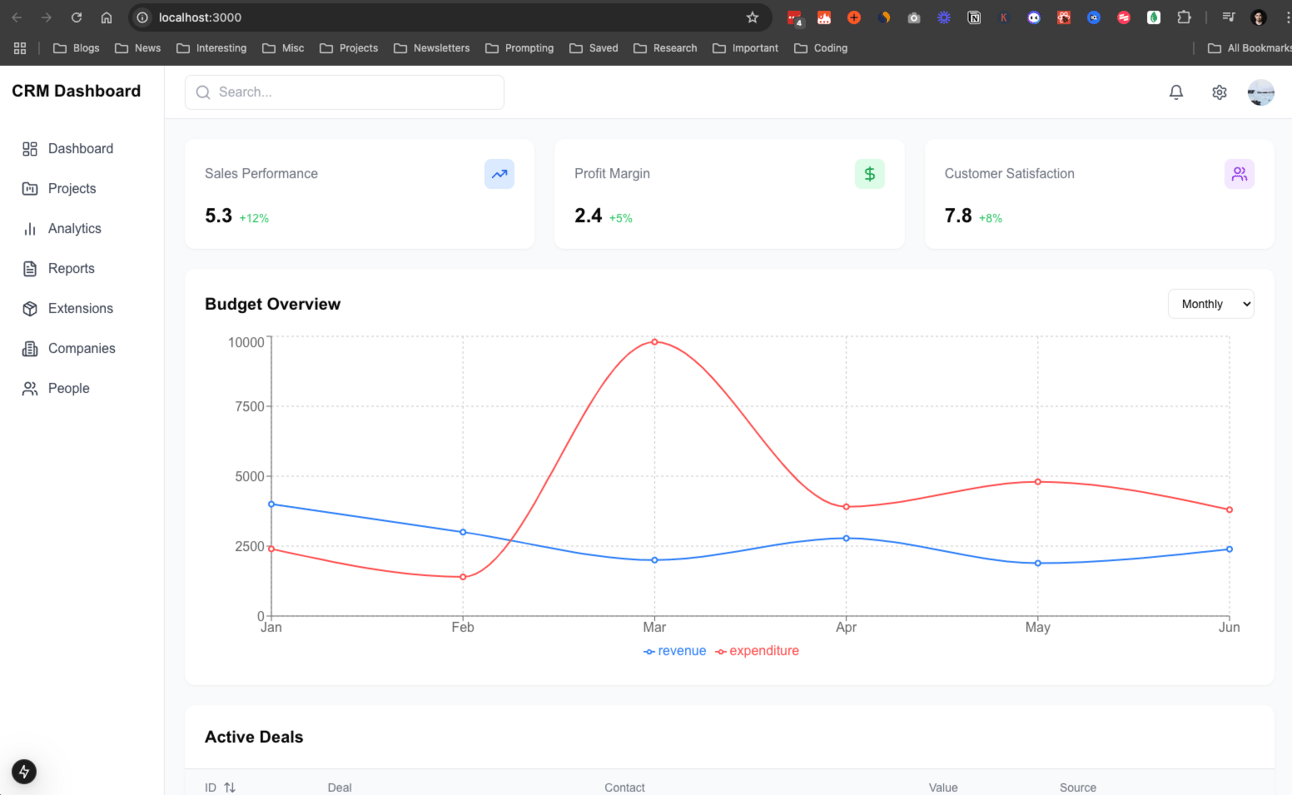 localhost:3000
4
Blogs News Interesting Misc Projects Newsletters Prompting Saved Research Important Coding All Bookmarks
CRM Dashboard
Search...
Dashboard
Projects
Analytics
Reports
Extensions
Companies
People
Sales Performance
5.3 +12%
Profit Margin
2.4 +5%
Customer Satisfaction
7.8 +8%
Budget Overview
Monthly
10000
7500
5000
2500
0
Jan Feb Mar Apr May Jun
revenue expenditure
Active Deals
ID Deal Contact Value Source